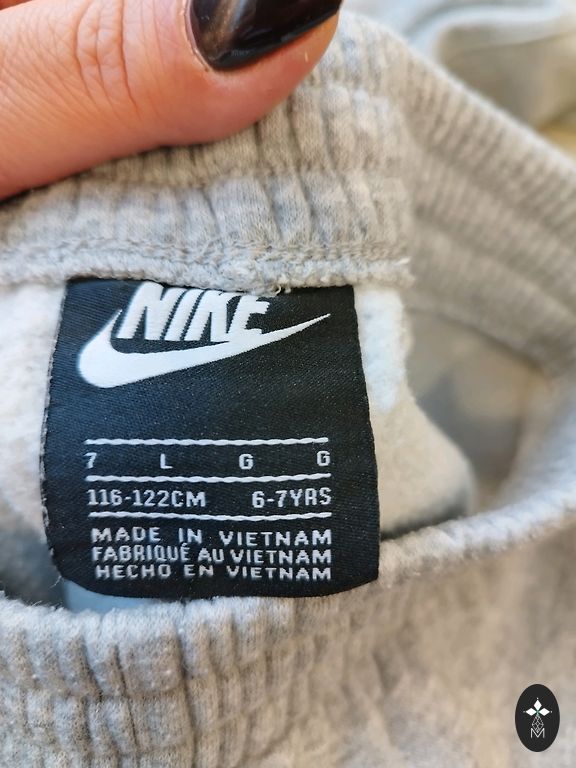 NIKE
7 L G G
116-122CM 6-7YRS
MADE IN VIETNAM
FABRIQUÉ AU VIETNAM
HECHO EN VIETNAM
M